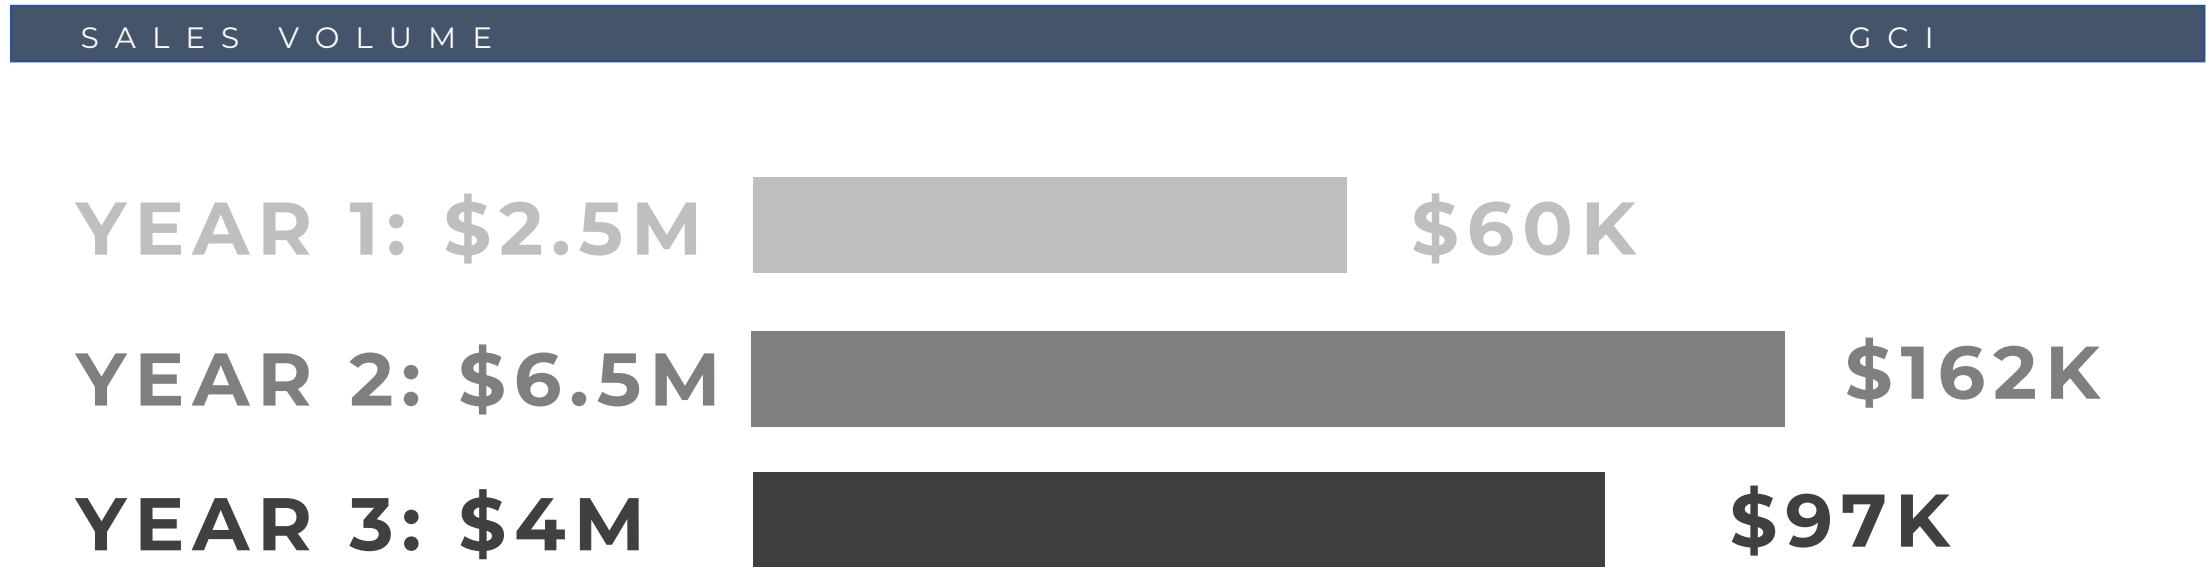 SALES VOLUME GCI
YEAR 1: $2.5M $60K
YEAR 2: $6.5M $162K
YEAR 3: $4M $97K